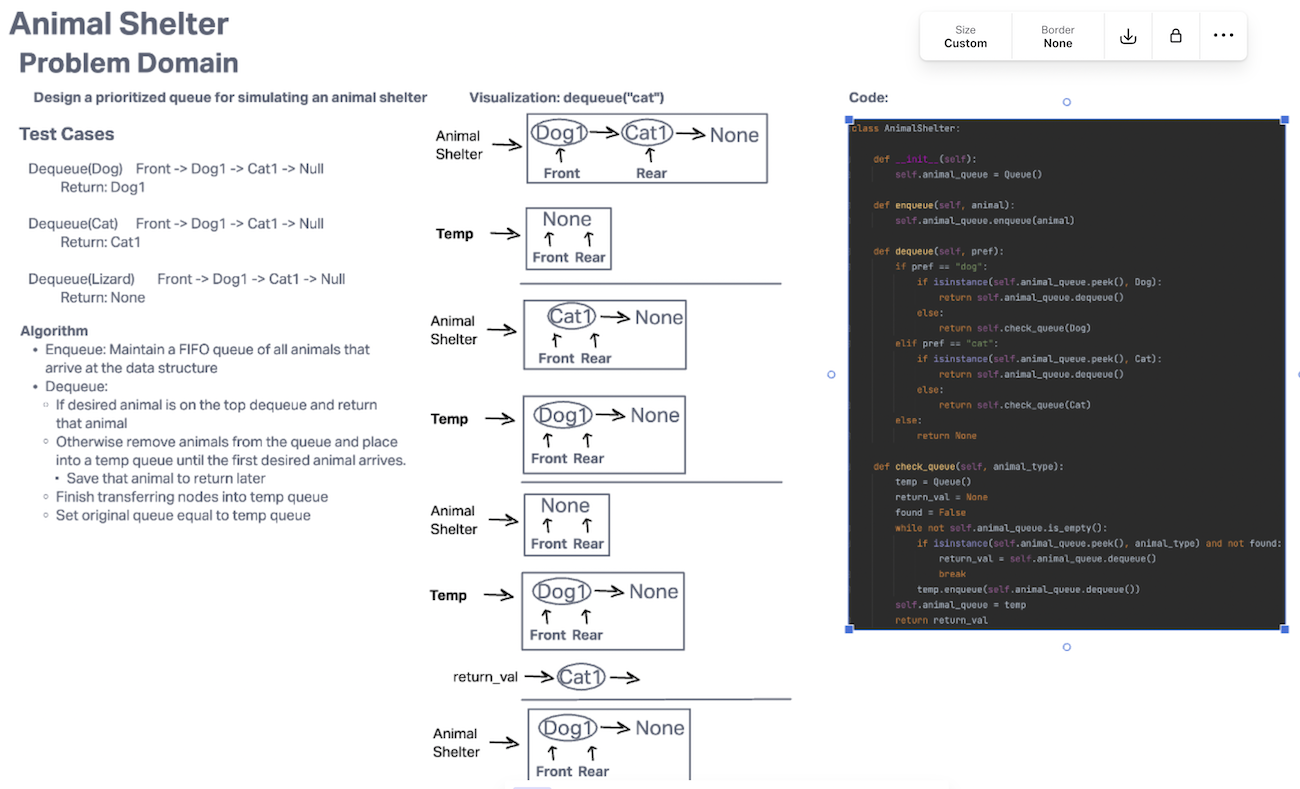 Animal Shelter
Problem Domain
Design a prioritized queue for simulating an animal shelter
Test Cases
Dequeue(Dog) Front -> Dog1 -> Cat1 -> Null
Return: Dog1
Dequeue(Cat) Front -> Dog1 -> Cat1 -> Null
Return: Cat1
Dequeue(Lizard) Front -> Dog1 -> Cat1 -> Null
Return: None
Algorithm
• Enqueue: Maintain a FIFO queue of all animals that
arrive at the data structure
• Dequeue:
◦ If desired animal is on the top dequeue and return
that animal
◦ Otherwise remove animals from the queue and place
into a temp queue until the first desired animal arrives.
▪ Save that animal to return later
◦ Finish transferring nodes into temp queue
◦ Set original queue equal to temp queue
Visualization: dequeue("cat")
Animal
Shelter
Dog1 Cat1 None
Front Rear
Temp
None
Front Rear
Animal
Shelter
Cat1 None
Front Rear
Temp
Dog1 None
Front Rear
Animal
Shelter
None
Front Rear
Temp
Dog1 None
Front Rear
return_val Cat1
Animal
Shelter
Dog1 None
Front Rear
Size
Custom
Border
None
Code:
class AnimalShelter:
def __init__(self):
self.animal_queue = Queue()
def enqueue(self, animal):
self.animal_queue.enqueue(animal)
def dequeue(self, pref):
if pref == "dog":
if isinstance(self.animal_queue.peek(), Dog):
return self.animal_queue.dequeue()
else:
return self.check_queue(Dog)
elif pref == "cat":
if isinstance(self.animal_queue.peek(), Cat):
return self.animal_queue.dequeue()
else:
return self.check_queue(Cat)
else:
return None
def check_queue(self, animal_type):
temp = Queue()
return_val = None
found = False
while not self.animal_queue.is_empty():
if isinstance(self.animal_queue.peek(), animal_type) and not found:
return_val = self.animal_queue.dequeue()
break
temp.enqueue(self.animal_queue.dequeue())
self.animal_queue = temp
return return_val